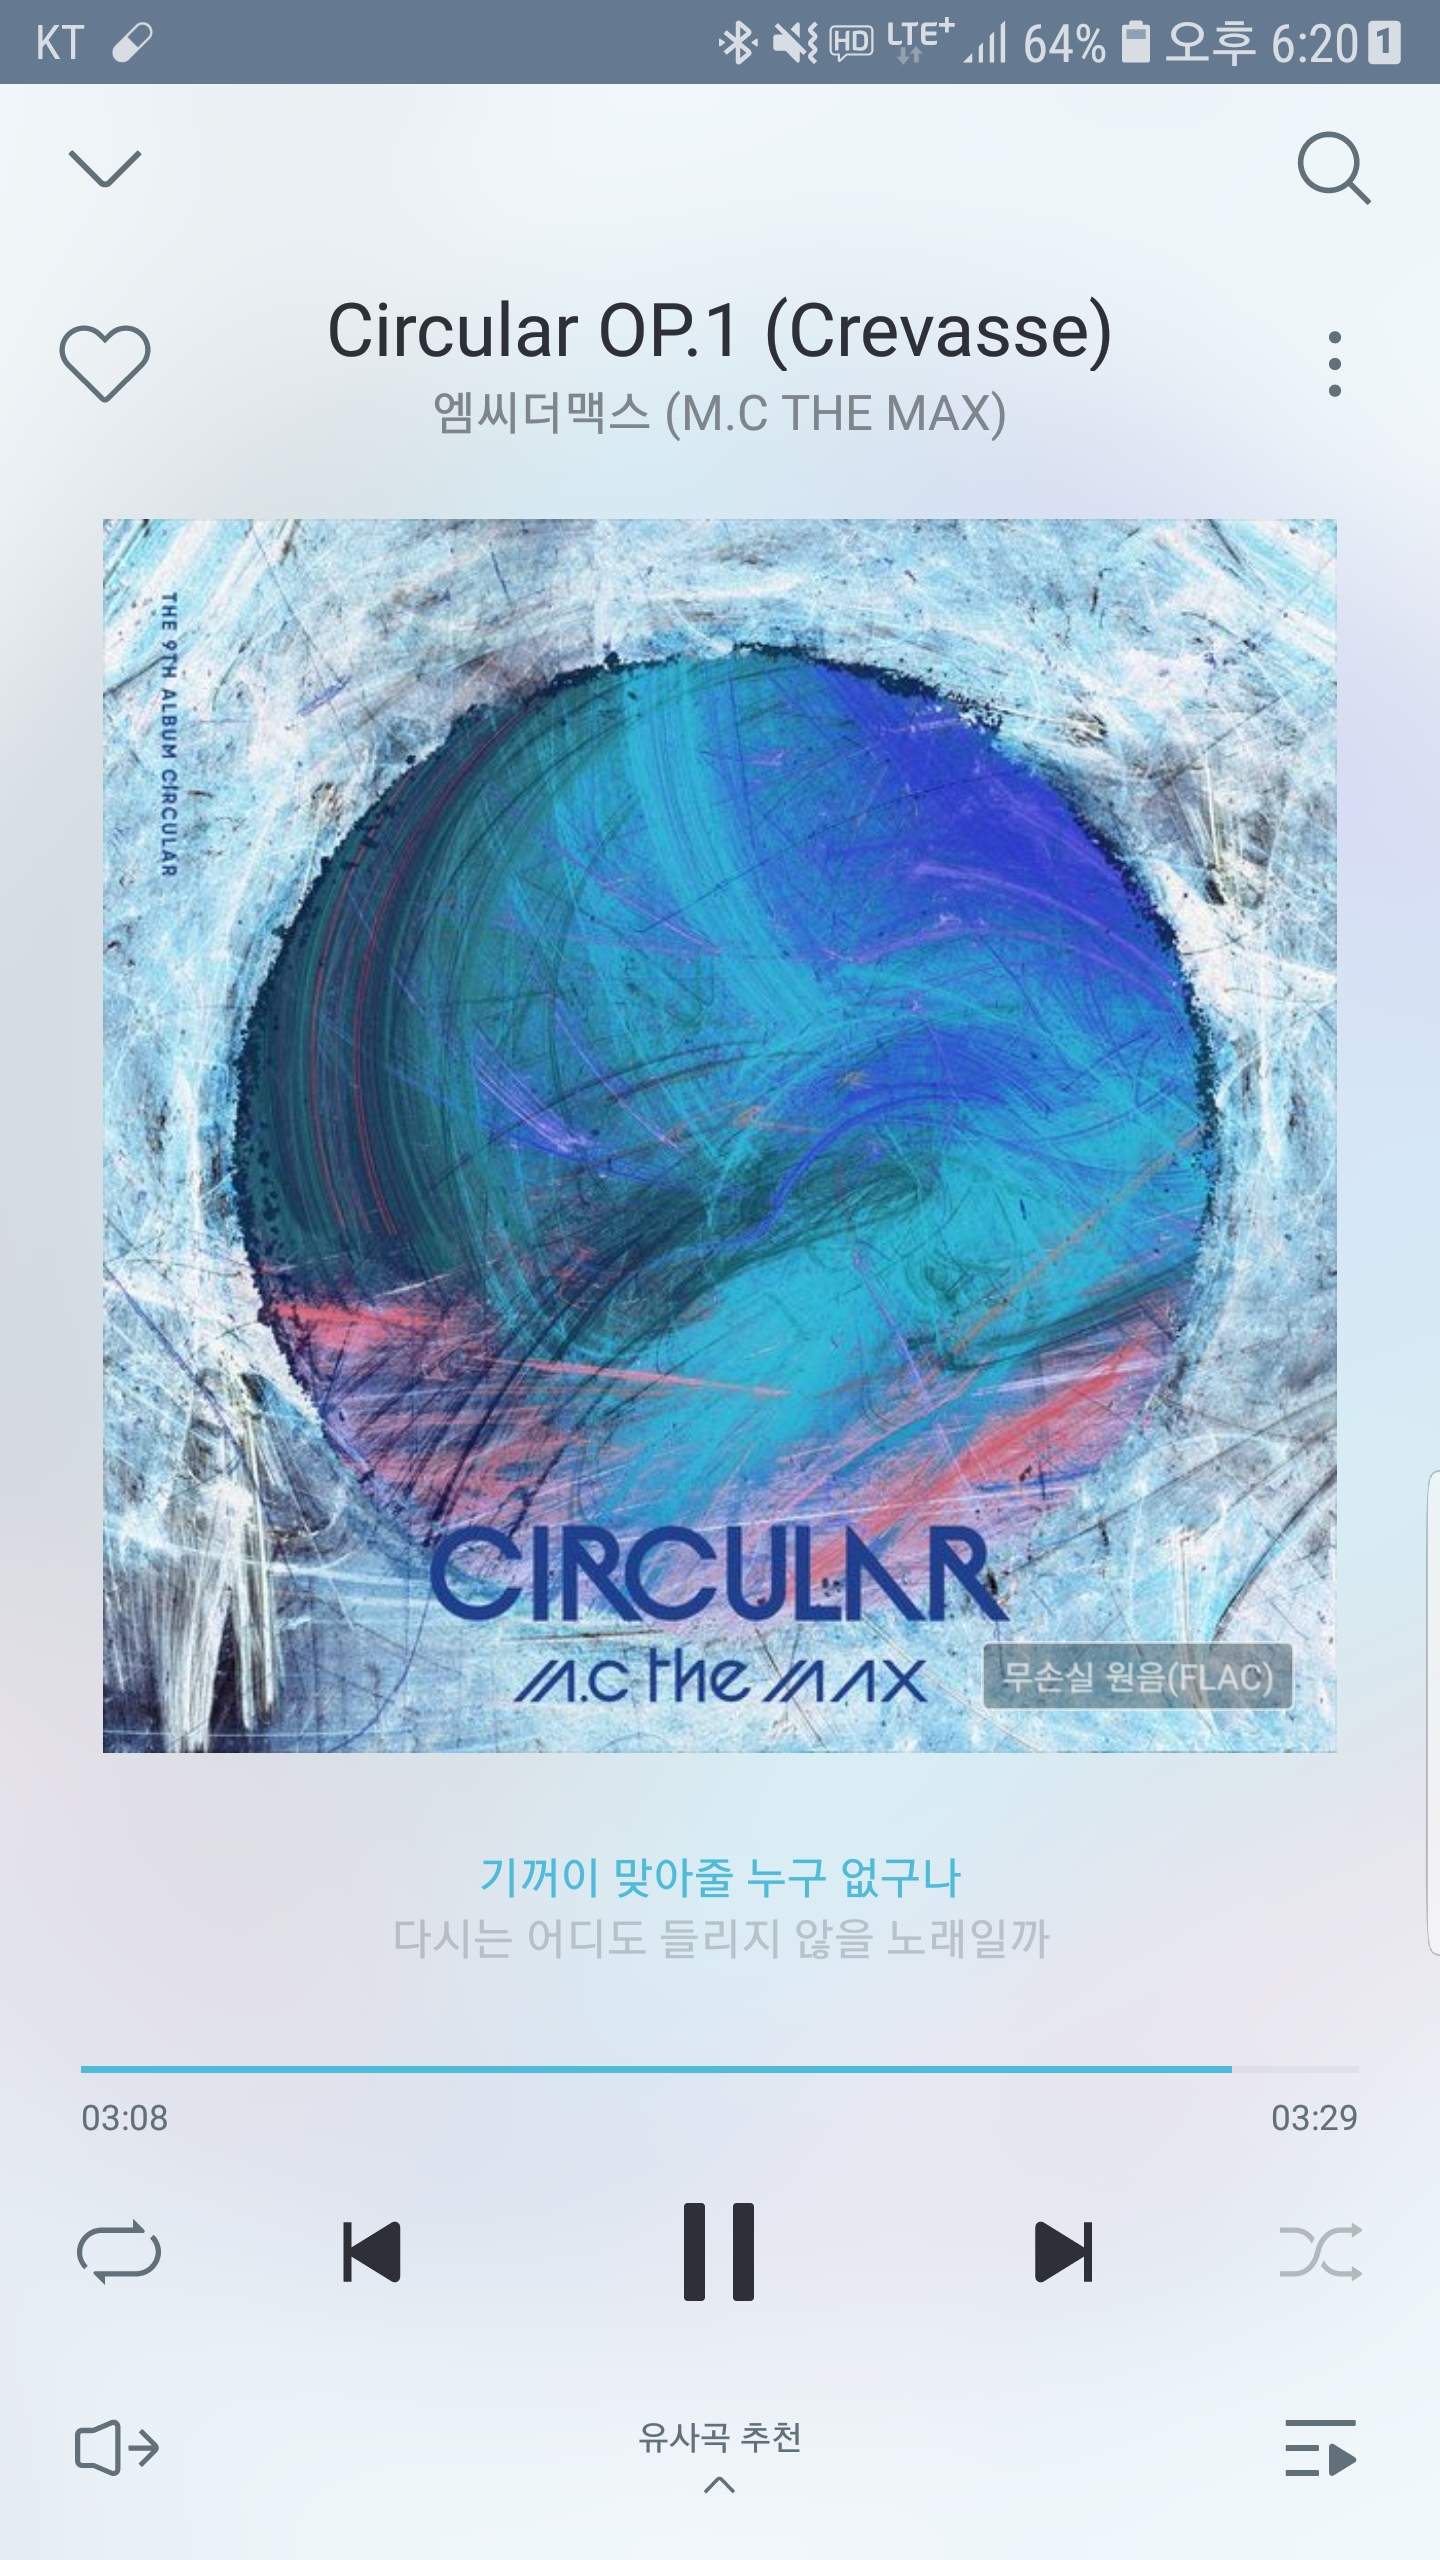 KT HD LTE+ 64% 오후 6:20 1
Circular OP.1 (Crevasse)
엠씨더맥스 (M.C THE MAX)
THE 9TH ALBUM CIRCULAR
CIRCULAR
M.C the MAX
무손실 원음(FLAC)
기꺼이 맞아줄 누구 없구나
다시는 어디도 들리지 않을 노래일까
03:08 03:29
유사곡 추천